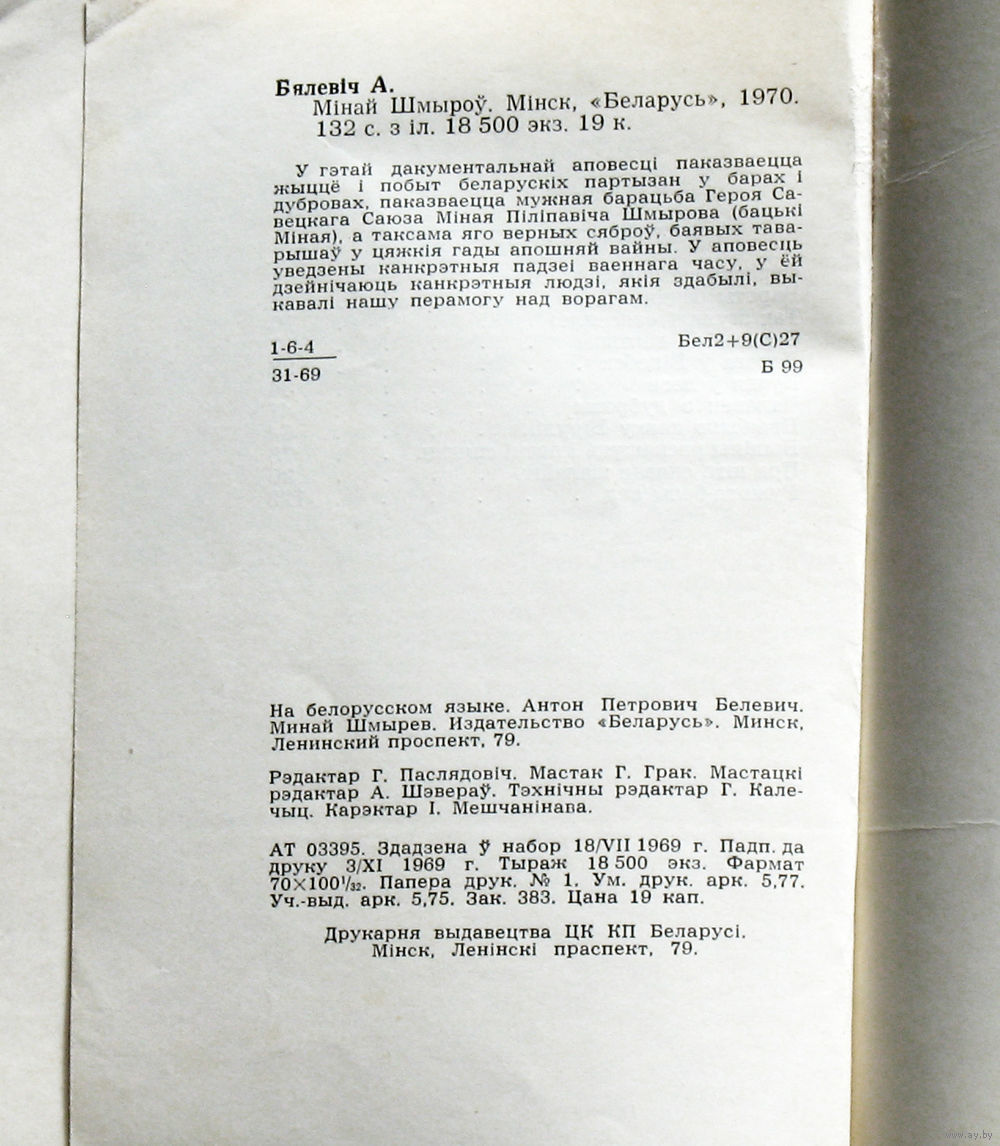 Бялевіч А.
Мінай Шмыроў. Мінск, «Беларусь», 1970.
132 с. з іл. 18 500 экз. 19 к.
У гэтай дакументальнай аповесці паказваецца
жыццё і побыт беларускіх партызан у барах і
дубровах, паказваецца мужная барацьба Героя Са-
вецкага Саюза Міная Піліпавіча Шмырова (бацькі
Міная), а таксама яго верных сяброў, баявых тава-
рышаў у цяжкія гады апошняй вайны. У аповесць
уведзены канкрэтныя падзеі ваеннага часу, у ёй
дзейнічаюць канкрэтныя людзі, якія здабылі, вы-
кавалі нашу перамогу над ворагам.
1-6-4
31-69
Бел2+9(С)27
Б 99
На белорусском языке. Антон Петрович Белевич.
Минай Шмырев. Издательство «Беларусь». Минск,
Ленинский проспект, 79.
Рэдактар Г. Паслядовіч. Мастак Г. Грак. Мастацкі
рэдактар А. Шэвераў. Тэхнічны рэдактар Г. Кале-
чыц. Карэктар І. Мешчанінава.
АТ 03395. Здадзена ў набор 18/VII 1969 г. Падп. да
друку 3/XI 1969 г. Тыраж 18 500 экз. Фармат
70×100¹/₃₂. Папера друк. № 1. Ум. друк. арк. 5,77.
Уч.-выд. арк. 5,75. Зак. 383. Цана 19 кап.
Друкарня выдавецтва ЦК КП Беларусі.
Мінск, Ленінскі праспект, 79.
www.ay.by